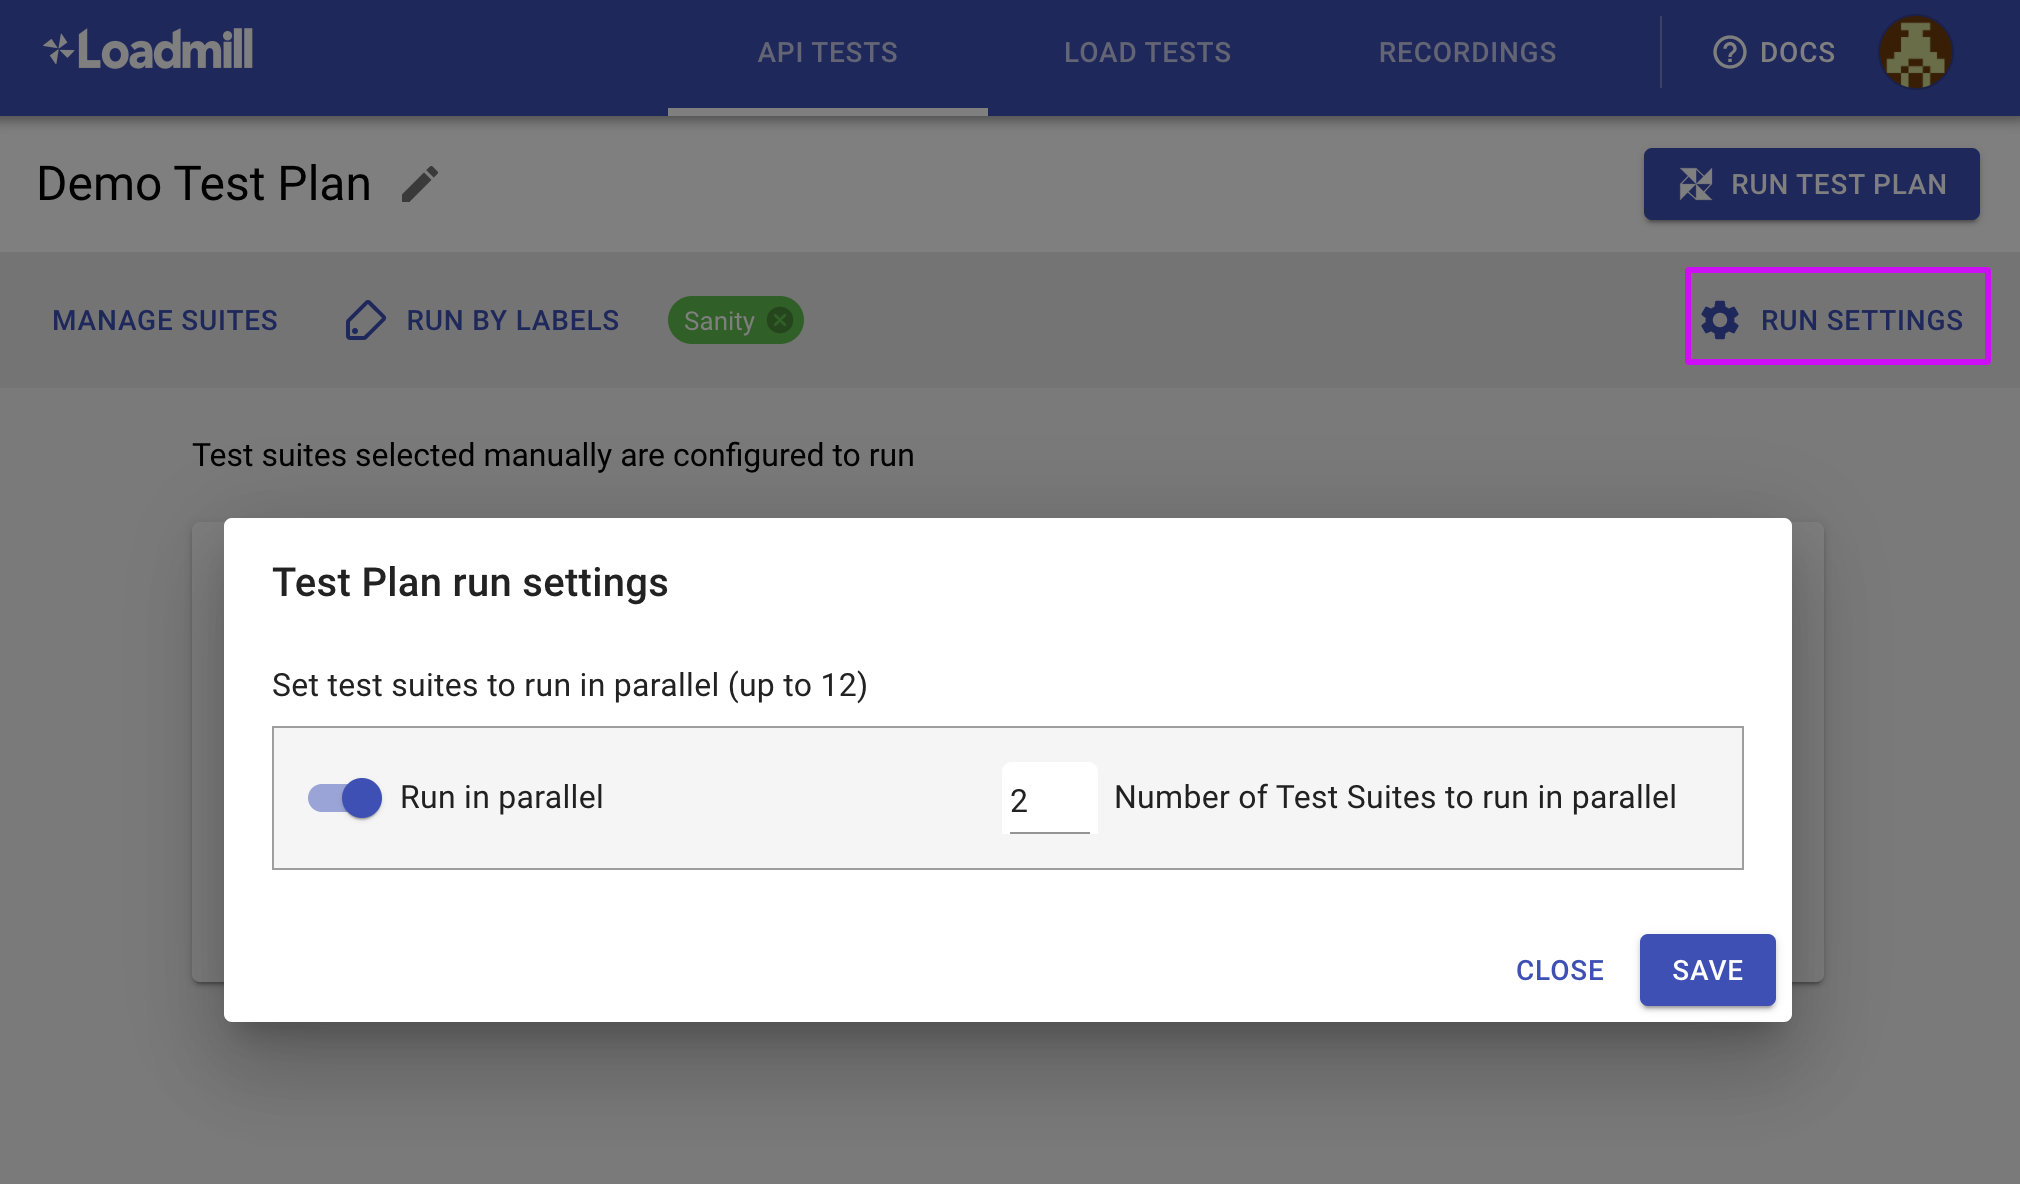 Loadmill
API TESTS
LOAD TESTS
RECORDINGS
DOCS
Demo Test Plan
RUN TEST PLAN
MANAGE SUITES
RUN BY LABELS
Sanity
RUN SETTINGS
Test suites selected manually are configured to run
Test Plan run settings
Set test suites to run in parallel (up to 12)
Run in parallel
2
Number of Test Suites to run in parallel
CLOSE
SAVE